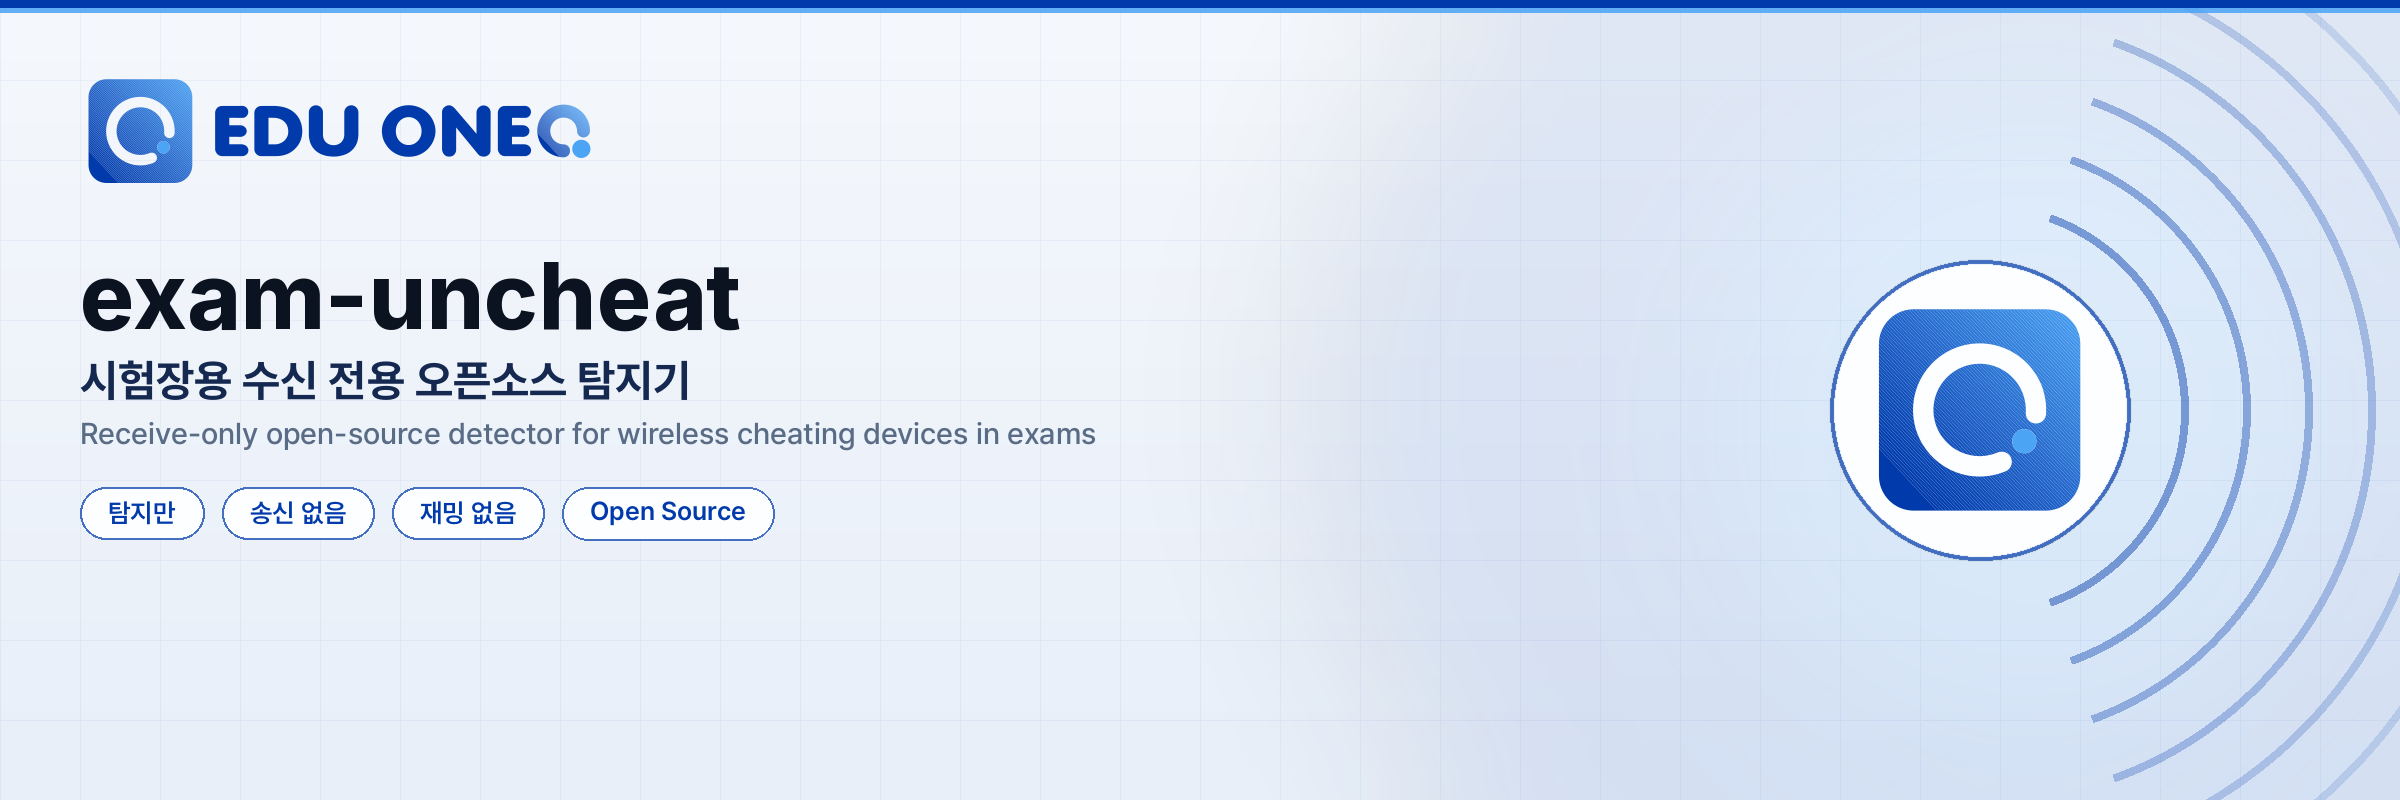 EDU ONEQ
exam-uncheat
시험장용 수신 전용 오픈소스 탐지기
Receive-only open-source detector for wireless cheating devices in exams
탐지만 송신 없음 재밍 없음 Open Source